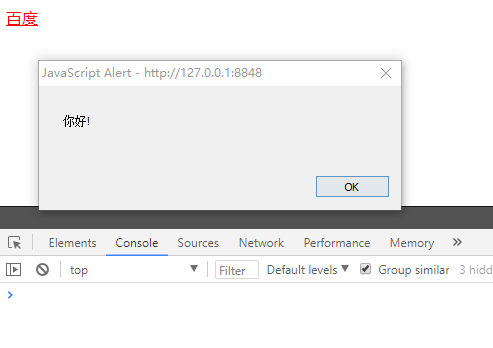 百度
JavaScript Alert - http://127.0.0.1:8848
你好!
OK
Elements Console Sources Network Performance Memory
top Filter Default levels Group similar 3 hidd